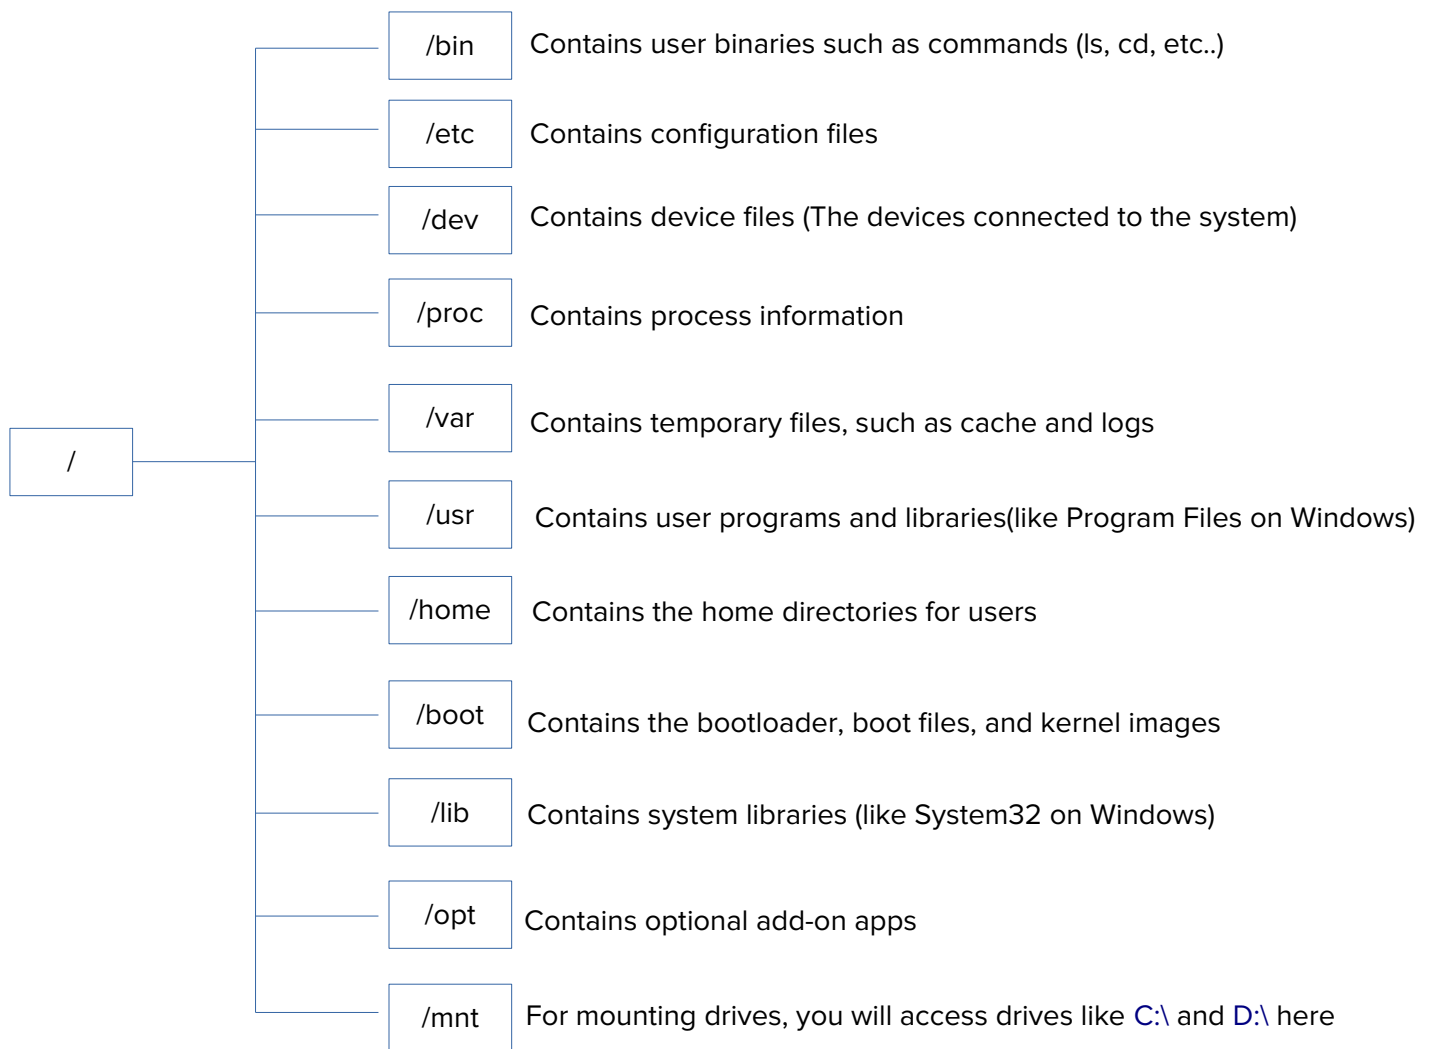 /bin Contains user binaries such as commands (ls, cd, etc..)
/etc Contains configuration files
/dev Contains device files (The devices connected to the system)
/proc Contains process information
/var Contains temporary files, such as cache and logs
/
/usr Contains user programs and libraries(like Program Files on Windows)
/home Contains the home directories for users
/boot Contains the bootloader, boot files, and kernel images
/lib Contains system libraries (like System32 on Windows)
/opt Contains optional add-on apps
/mnt For mounting drives, you will access drives like C:\ and D:\ here